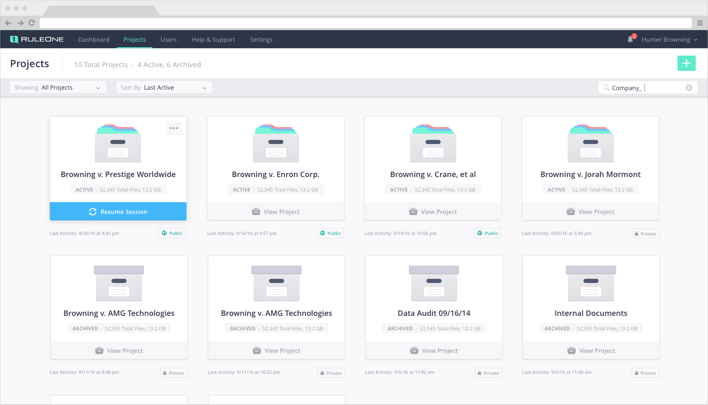 RULEONE Dashboard Projects Users Help & Support Settings 2 Hunter Browning
Projects 10 Total Projects - 4 Active, 6 Archived +
Showing All Projects Sort By Last Active Company_
Browning v. Prestige Worldwide
ACTIVE - 52,345 Total Files, 13.2 GB
Resume Session
Last Activity: 9/26/16 at 8:43 pm Public
Browning v. Enron Corp.
ACTIVE - 52,345 Total Files, 13.2 GB
View Project
Last Activity: 9/14/16 at 9:57 pm Public
Browning v. Crane, et al
ACTIVE - 52,345 Total Files, 13.2 GB
View Project
Last Activity: 9/14/16 at 10:06 pm Public
Browning v. Jorah Mormont
ACTIVE - 52,345 Total Files, 13.2 GB
View Project
Last Activity: 9/05/16 at 5:49 pm Private
Browning v. AMG Technologies
ARCHIVED - 52,345 Total Files, 13.2 GB
View Project
Last Activity: 9/11/16 at 8:46 pm Private
Browning v. AMG Technologies
ARCHIVED - 52,345 Total Files, 13.2 GB
View Project
Last Activity: 9/11/16 at 10:23 pm Private
Data Audit 09/16/14
ARCHIVED - 52,345 Total Files, 13.2 GB
View Project
Last Activity: 9/5/16 at 11:02 am Private
Internal Documents
ARCHIVED - 52,345 Total Files, 13.2 GB
View Project
Last Activity: 9/5/16 at 11:45 am Private